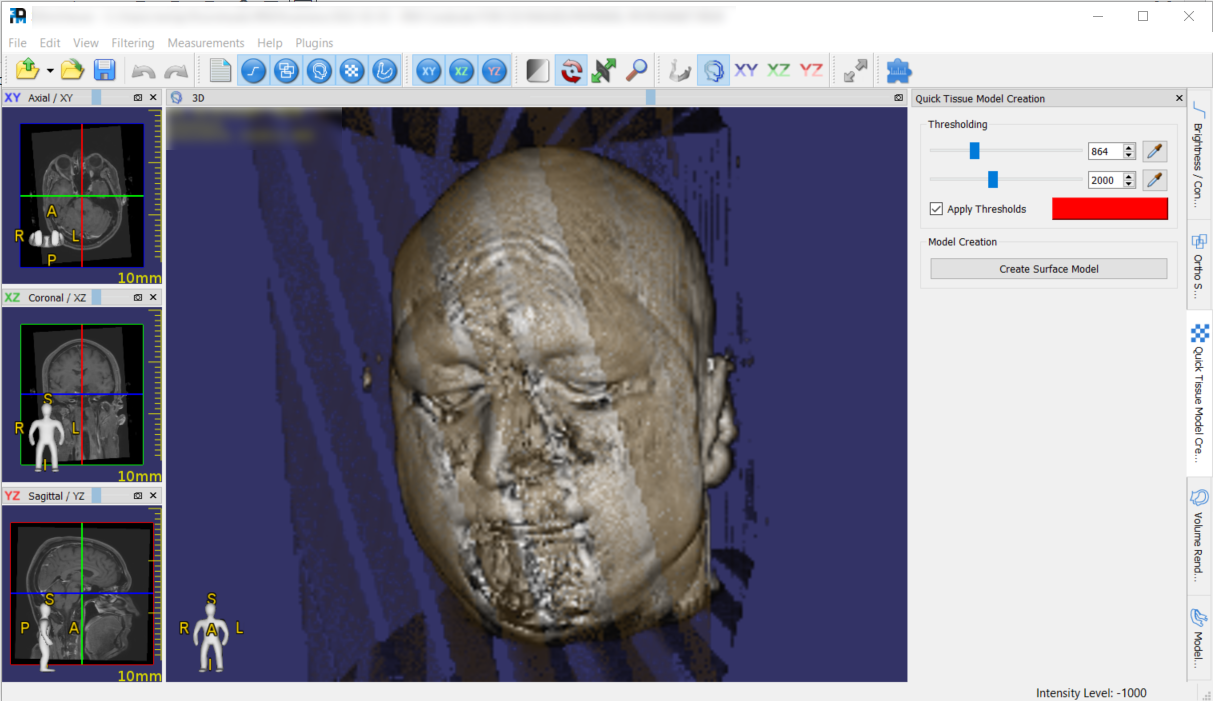 File Edit View Filtering Measurements Help Plugins
XY XZ YZ XY XZ YZ
XY Axial / XY
3D
Quick Tissue Model Creation
Thresholding
864
2000
Apply Thresholds
Model Creation
Create Surface Model
A
R L
P
10mm
XZ Coronal / XZ
S
R L
I
10mm
YZ Sagittal / YZ
S
P A
10mm
S
R A L
I
Brightness / Con...
Ortho S...
Quick Tissue Model Cre...
Volume Rend...
Model...
Intensity Level: -1000